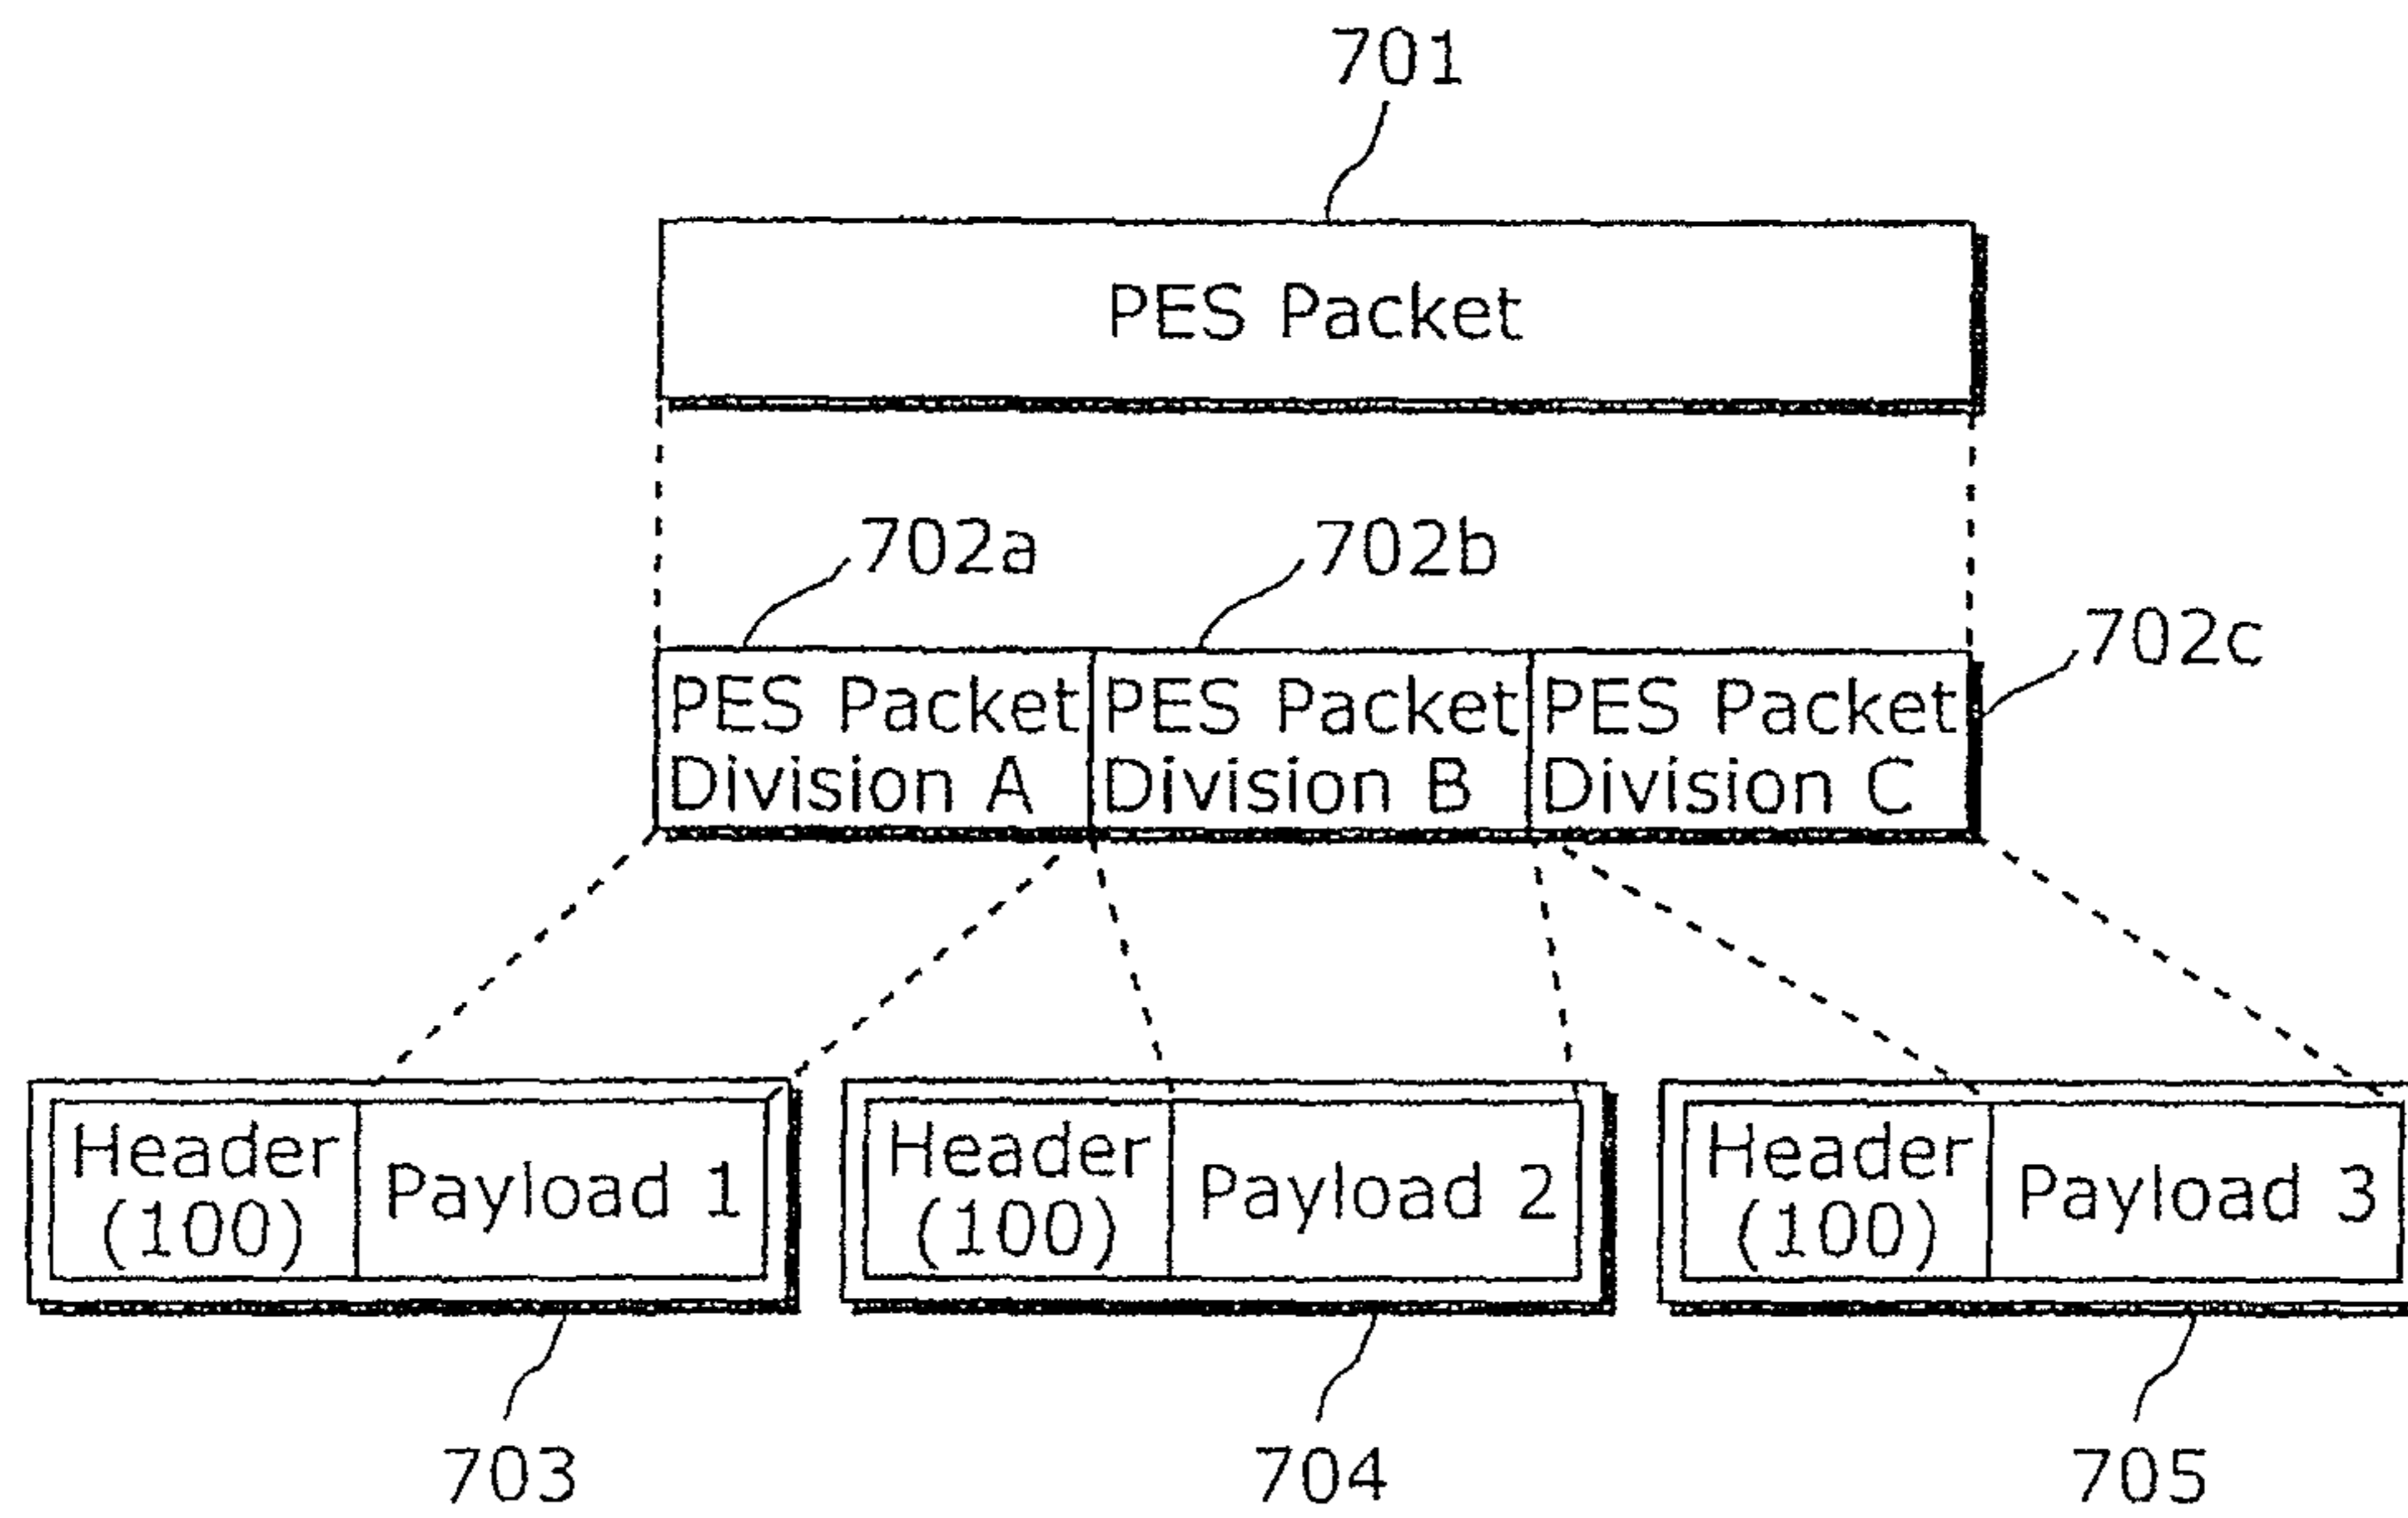 701
PES Packet
702a
702b
702c
PES Packet
Division A
PES Packet
Division B
PES Packet
Division C
Header
(100)
Payload 1
Header
(100)
Payload 2
Header
(100)
Payload 3
703
704
705